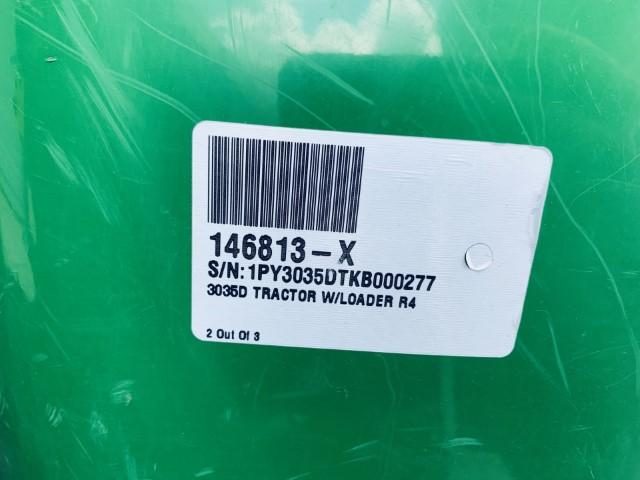 146813-X
S/N:1PY3035DTKB000277
3035D TRACTOR W/LOADER R4
2 Out Of 3